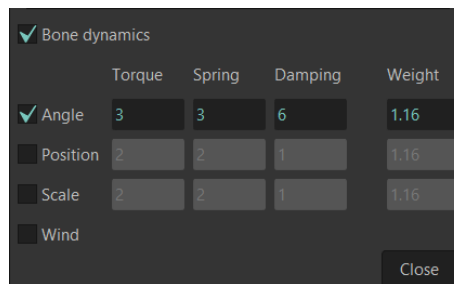 Bone dynamics
Torque Spring Damping Weight
Angle 3 3 6 1.16
Position 2 2 1 1.16
Scale 2 2 1 1.16
Wind
Close